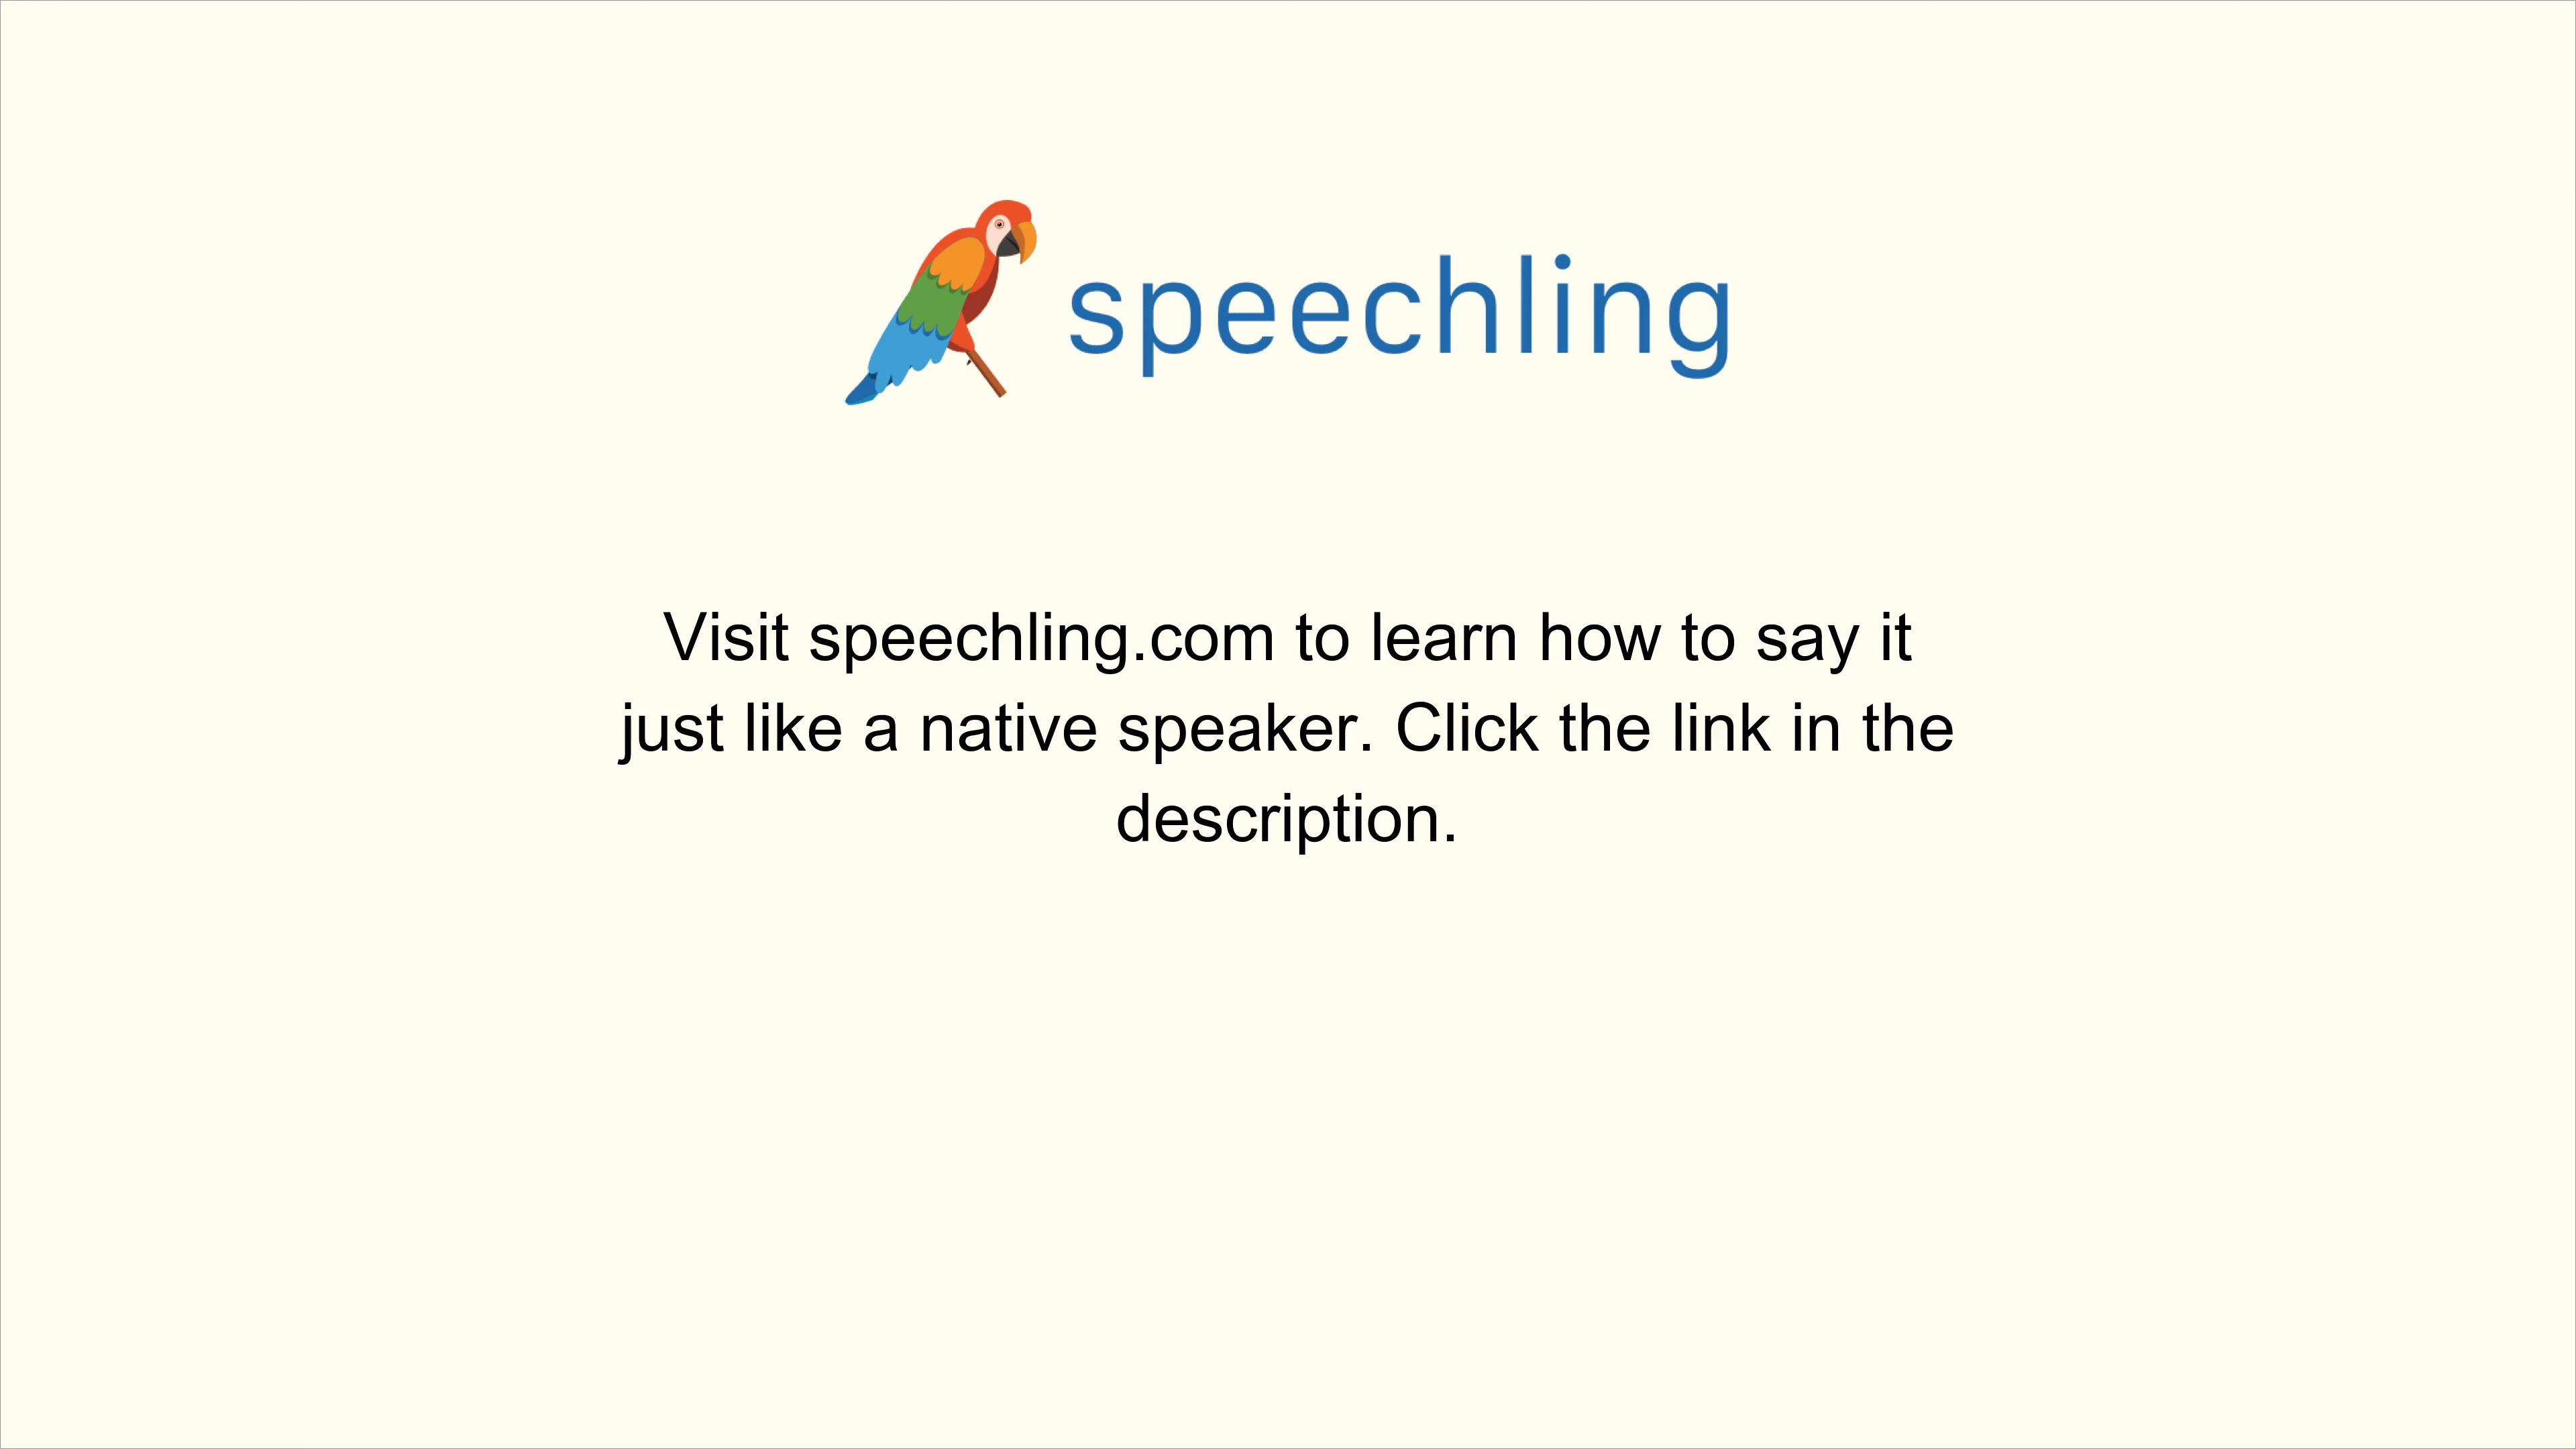 speechling
Visit speechling.com to learn how to say it
just like a native speaker. Click the link in the
description.